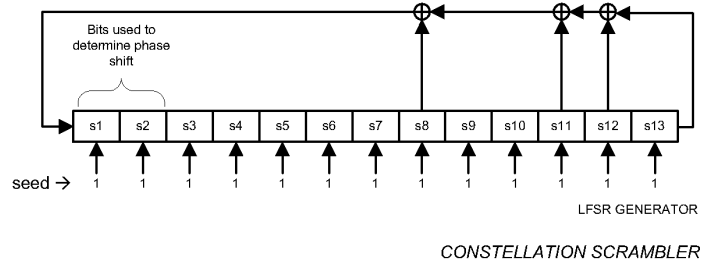 Bits used to
determine phase
shift
s1 s2 s3 s4 s5 s6 s7 s8 s9 s10 s11 s12 s13
seed → 1 1 1 1 1 1 1 1 1 1 1 1 1
LFSR GENERATOR
CONSTELLATION SCRAMBLER